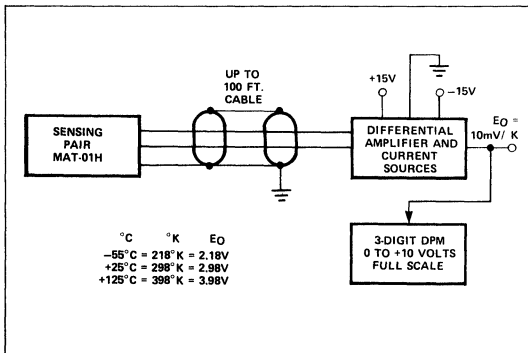 UP TO
100 FT.
CABLE
+15V
−15V
SENSING
PAIR
MAT-01H
DIFFERENTIAL
AMPLIFIER AND
CURRENT
SOURCES
EO =
10mV/ K
°C °K EO
−55°C = 218°K = 2.18V
+25°C = 298°K = 2.98V
+125°C = 398°K = 3.98V
3-DIGIT DPM
0 TO +10 VOLTS
FULL SCALE